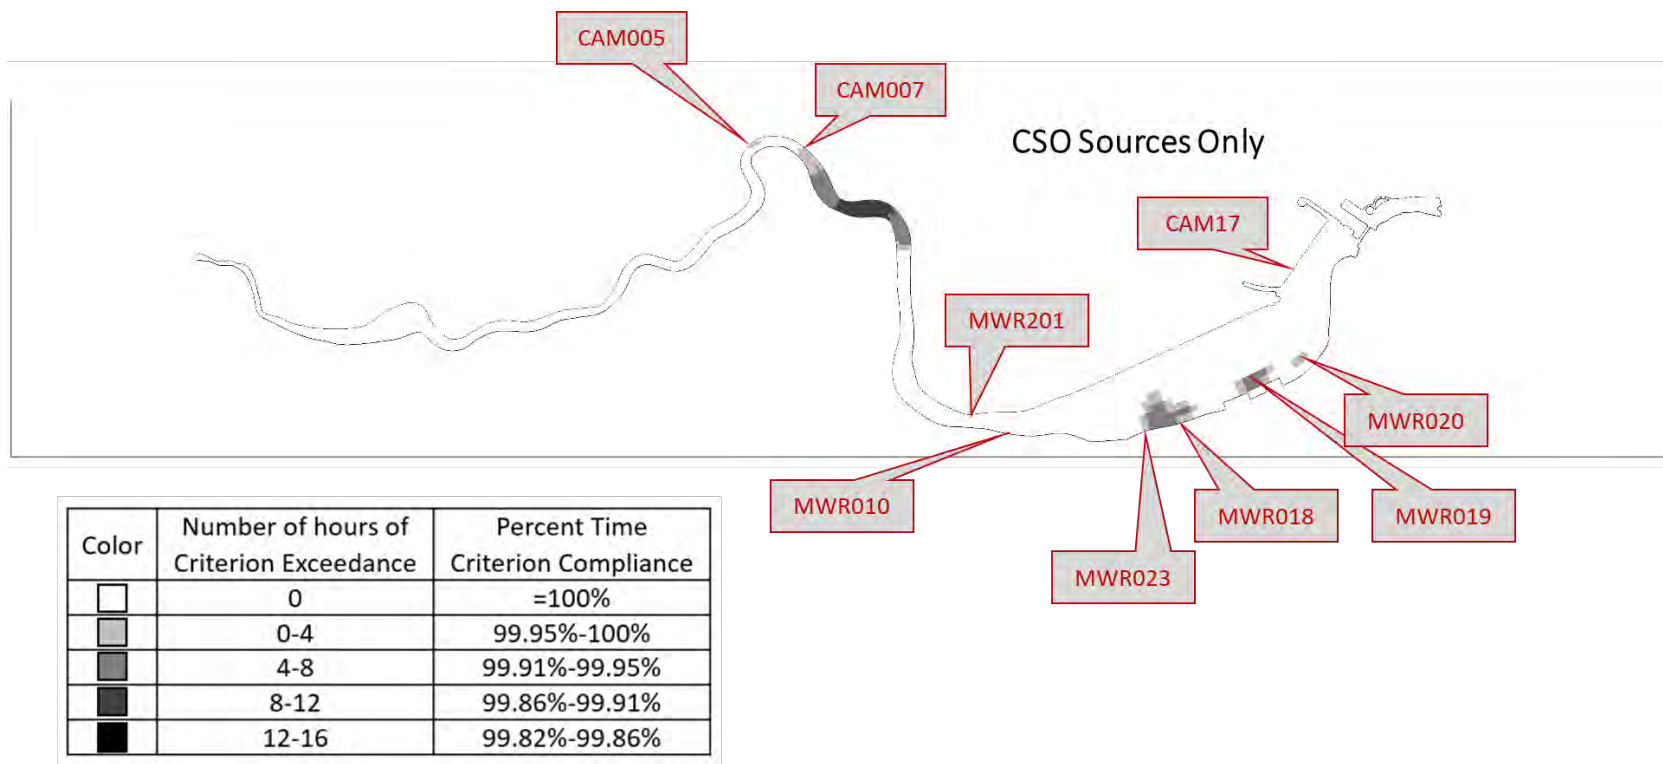 CAM005
CAM007
CSO Sources Only
CAM17
MWR201
MWR020
MWR010
MWR018
MWR019
MWR023
Color
Number of hours of
Criterion Exceedance
Percent Time
Criterion Compliance
0
=100%
0-4
99.95%-100%
4-8
99.91%-99.95%
8-12
99.86%-99.91%
12-16
99.82%-99.86%